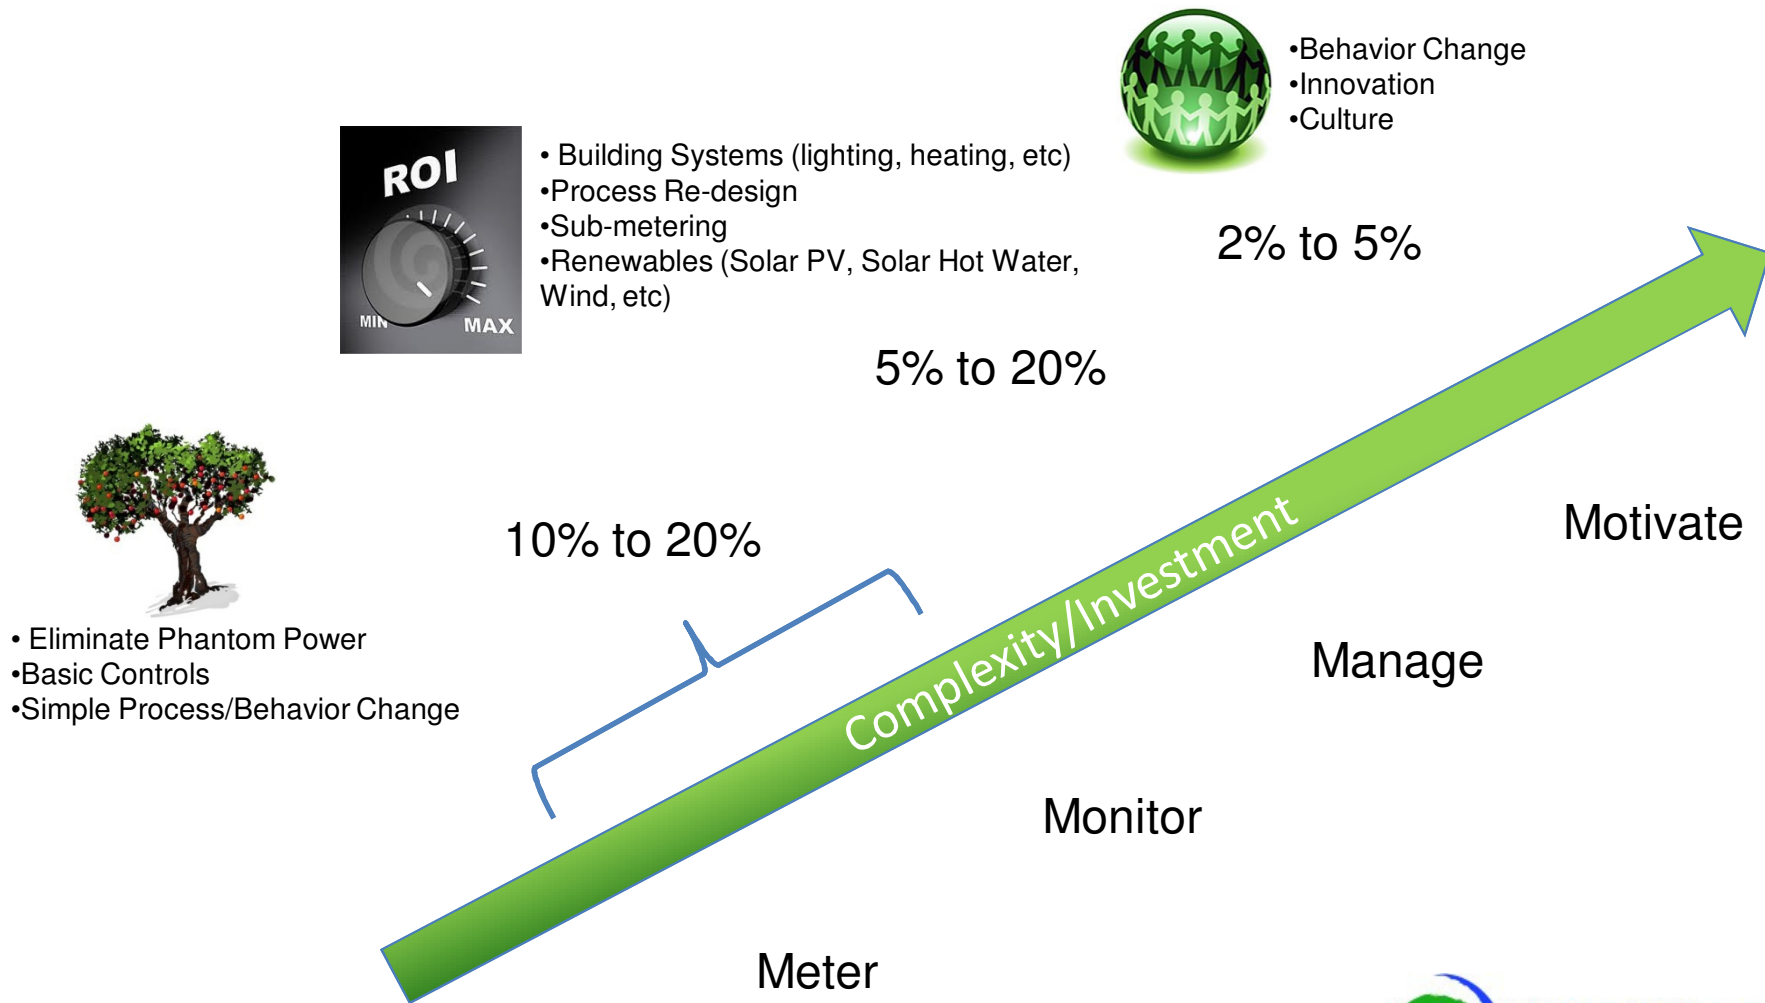 •Behavior Change
•Innovation
•Culture
ROI
MIN
MAX
• Building Systems (lighting, heating, etc)
•Process Re-design
•Sub-metering
•Renewables (Solar PV, Solar Hot Water,
Wind, etc)
2% to 5%
5% to 20%
10% to 20%
• Eliminate Phantom Power
•Basic Controls
•Simple Process/Behavior Change
Complexity/Investment
Motivate
Manage
Monitor
Meter